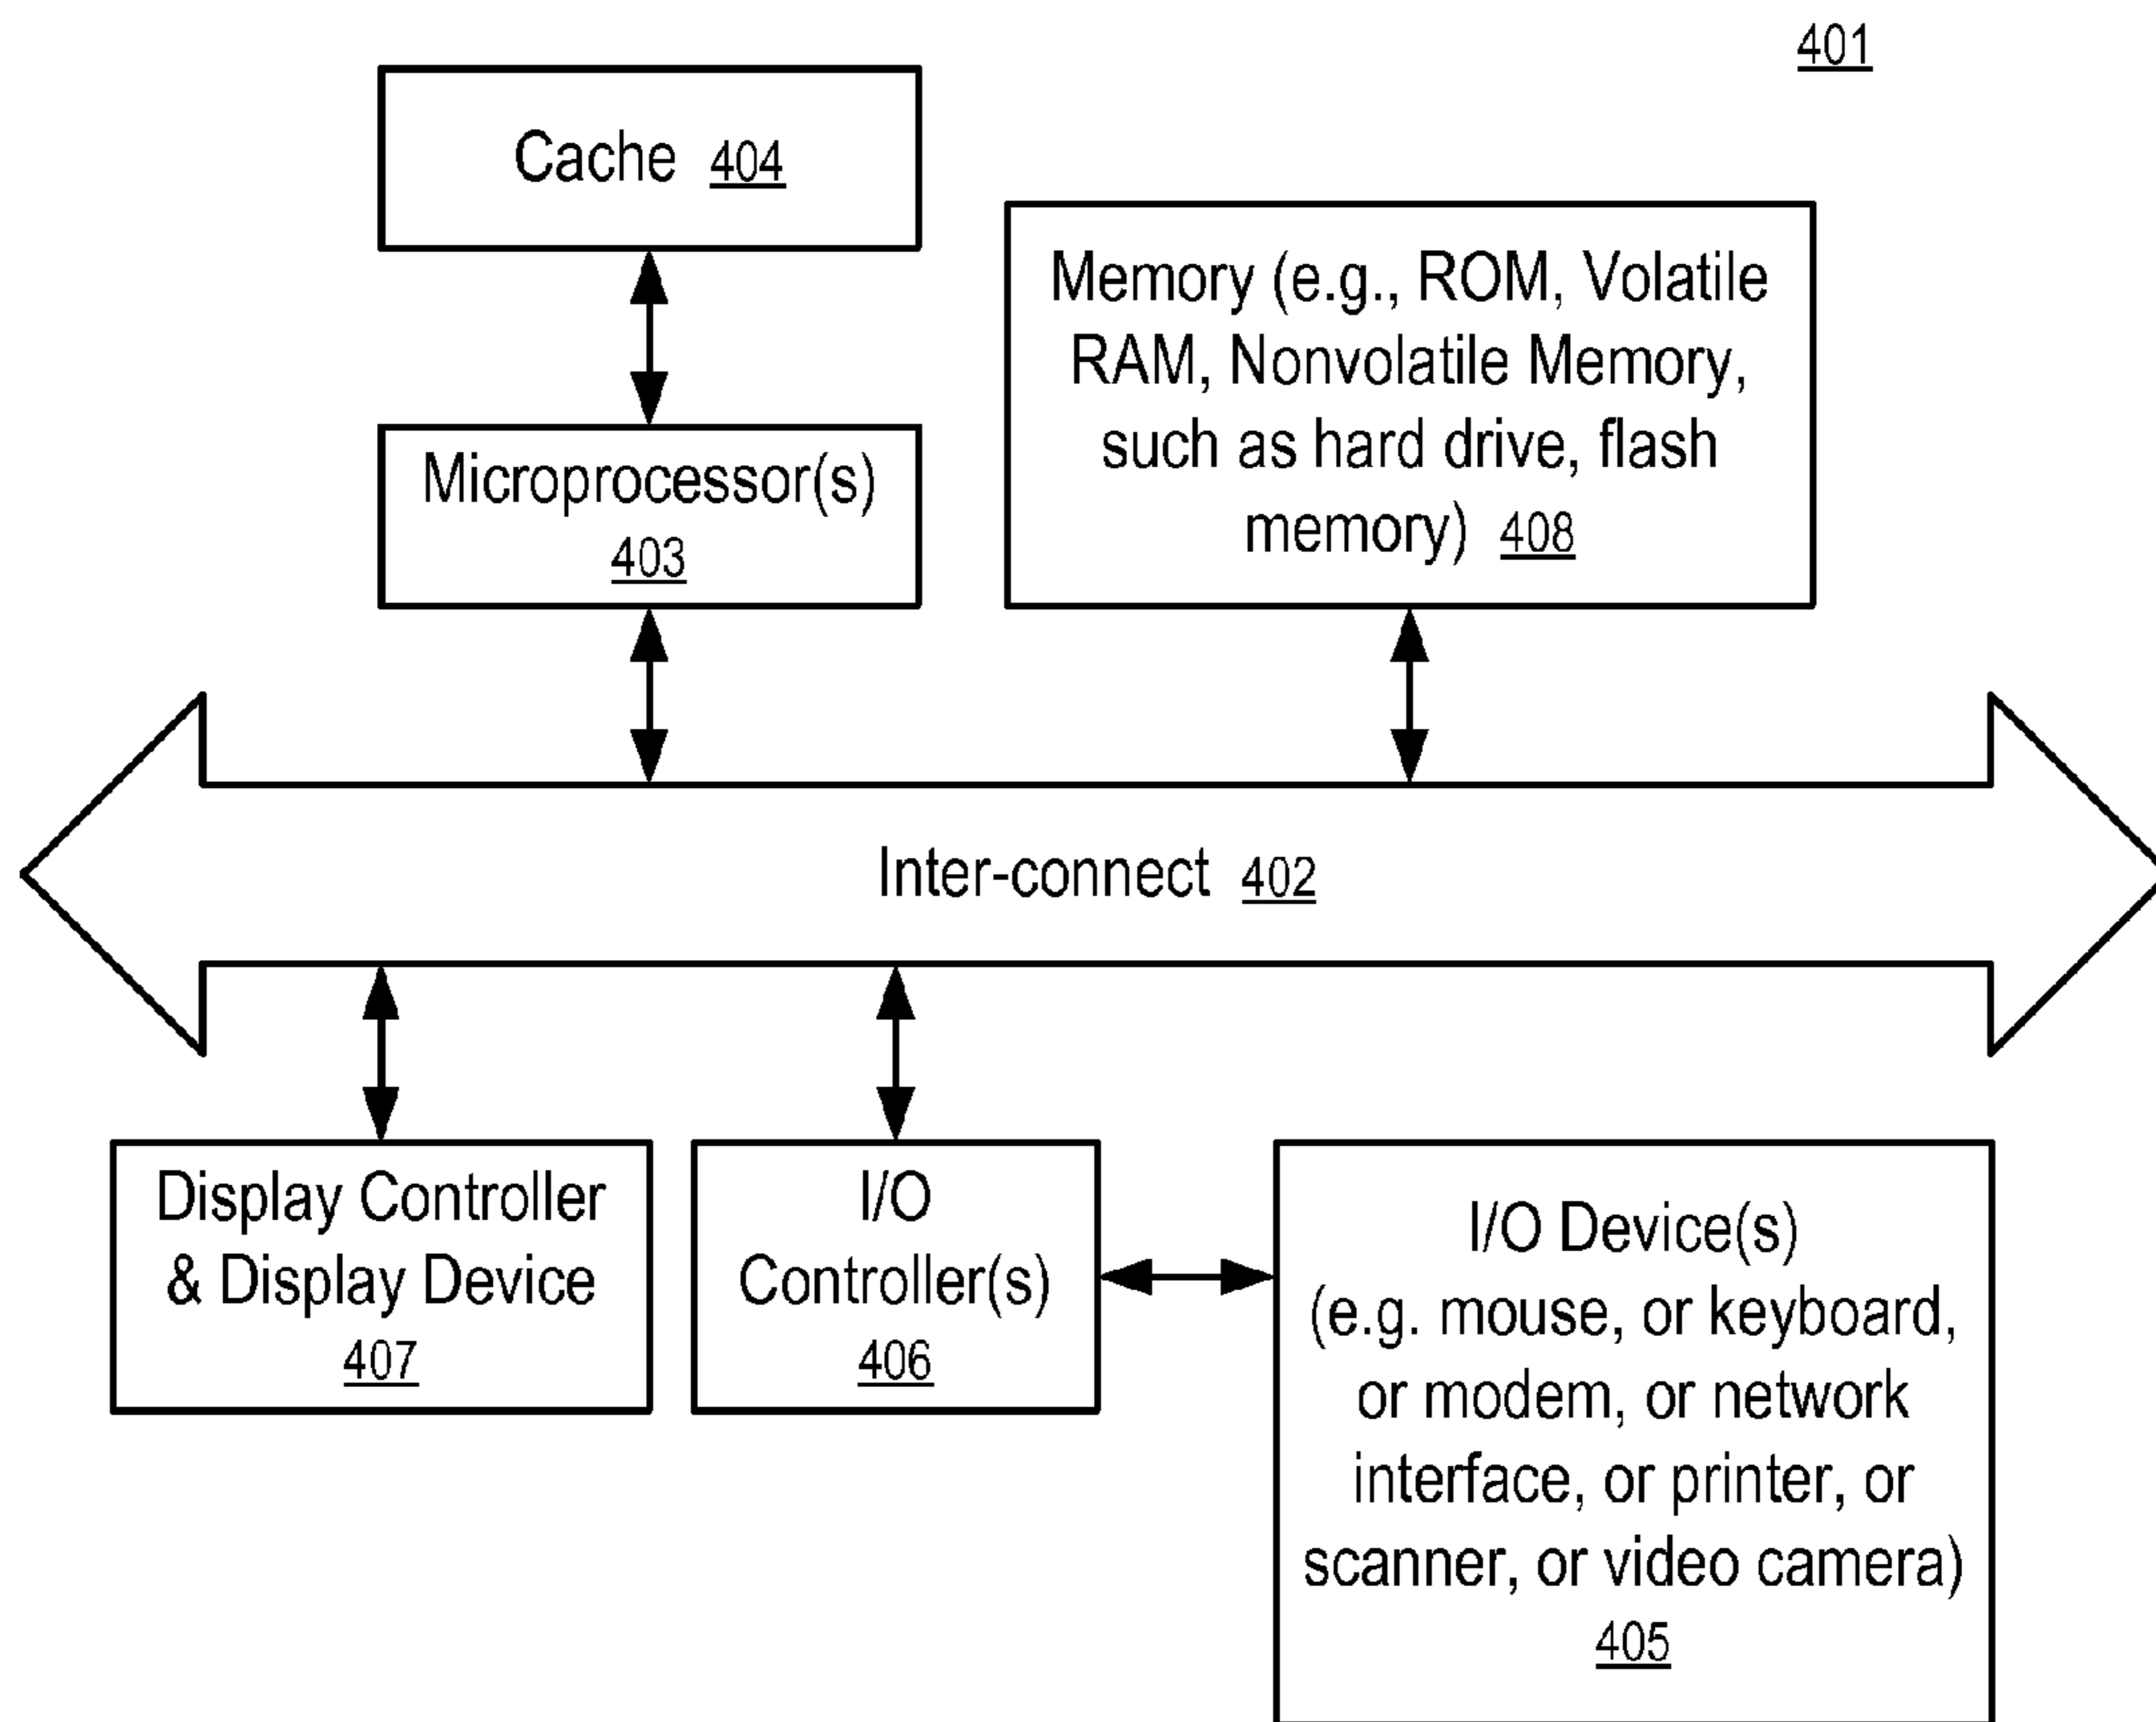 401
Cache 404
Memory (e.g., ROM, Volatile
RAM, Nonvolatile Memory,
such as hard drive, flash
memory) 408
Microprocessor(s)
403
Inter-connect 402
Display Controller
& Display Device
407
I/O
Controller(s)
406
I/O Device(s)
(e.g. mouse, or keyboard,
or modem, or network
interface, or printer, or
scanner, or video camera)
405